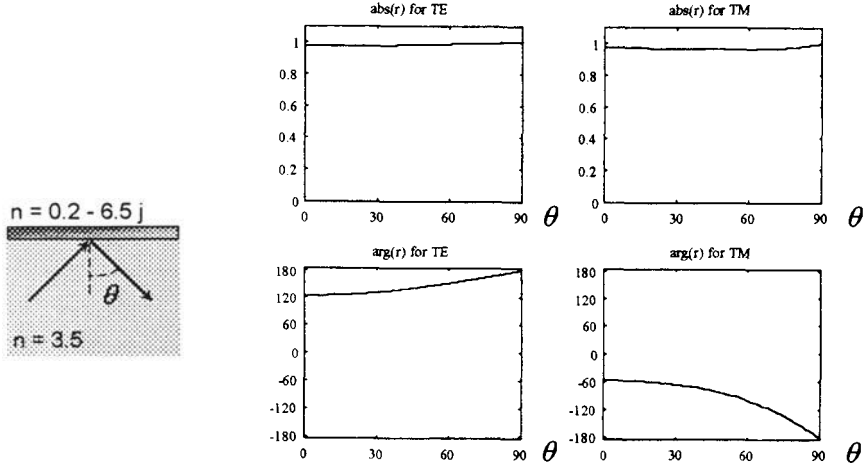 n = 0.2 - 6.5 j
θ
n = 3.5
abs(r) for TE
1
0.8
0.6
0.4
0.2
0
0 30 60 90 θ
abs(r) for TM
1
0.8
0.6
0.4
0.2
0
0 30 60 90 θ
arg(r) for TE
180
120
60
0
-60
-120
-180
0 30 60 90 θ
arg(r) for TM
180
120
60
0
-60
-120
-180
0 30 60 90 θ